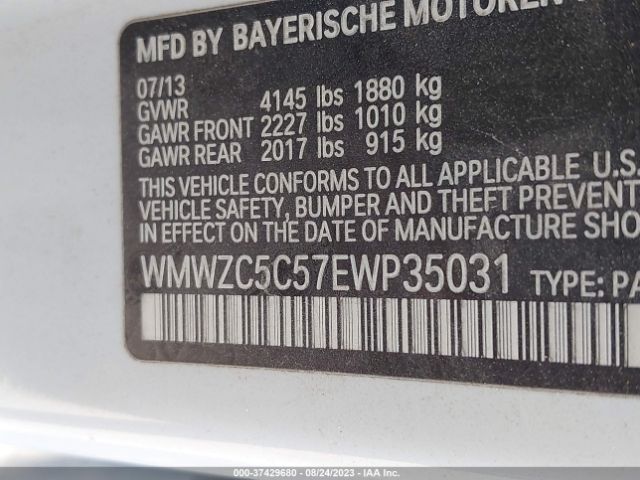 MFD BY BAYERISCHE MOTOREN
07/13
GVWR 4145 lbs 1880 kg
GAWR FRONT 2227 lbs 1010 kg
GAWR REAR 2017 lbs 915 kg
THIS VEHICLE CONFORMS TO ALL APPLICABLE U.S.
VEHICLE SAFETY, BUMPER AND THEFT PREVENT
IN EFFECT ON THE DATE OF MANUFACTURE SHO
WMWZC5C57EWP35031 TYPE: PA
000-37429680 - 08/24/2023 - IAA Inc.